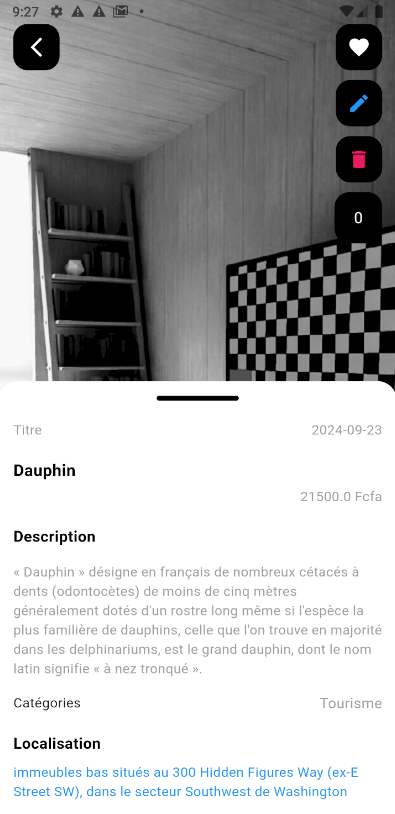 9:27
0
Titre 2024-09-23
Dauphin
21500.0 Fcfa
Description
« Dauphin » désigne en français de nombreux cétacés à
dents (odontocètes) de moins de cinq mètres
généralement dotés d'un rostre long même si l'espèce la
plus familière de dauphins, celle que l'on trouve en majorité
dans les delphinariums, est le grand dauphin, dont le nom
latin signifie « à nez tronqué ».
Catégories Tourisme
Localisation
immeubles bas situés au 300 Hidden Figures Way (ex-E
Street SW), dans le secteur Southwest de Washington